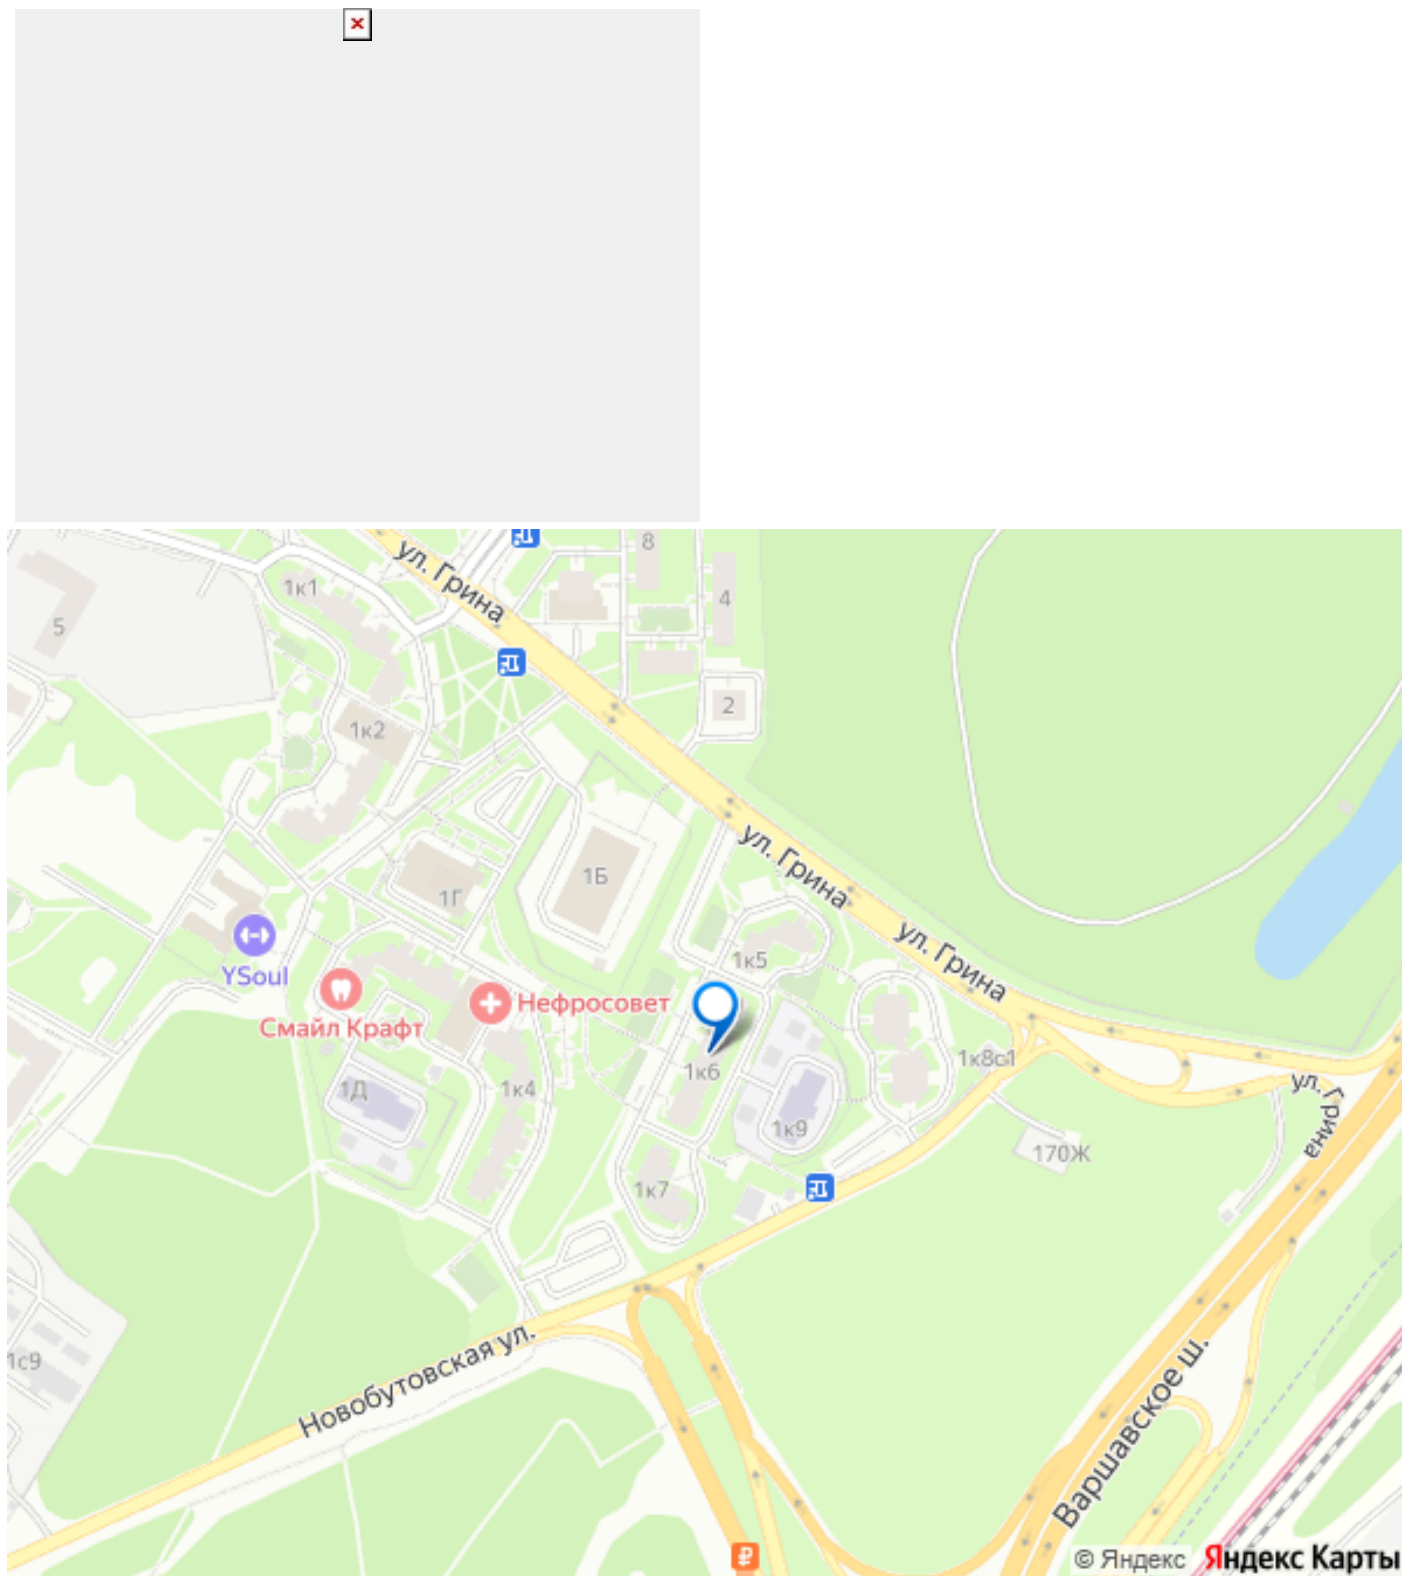 8
ул. Грина
1к1
4
5
2
1к2
ул. Грина
1Б
1Г
ул. Грина
YSoul
1к5
Нефросовет
Смайл Крафт
1к8с1
1к6
1Д
1к4
ул. Грина
1к9
170Ж
1к7
1с9
Новобутовская ул.
Варшавское ш.
© Яндекс Яндекс Карты